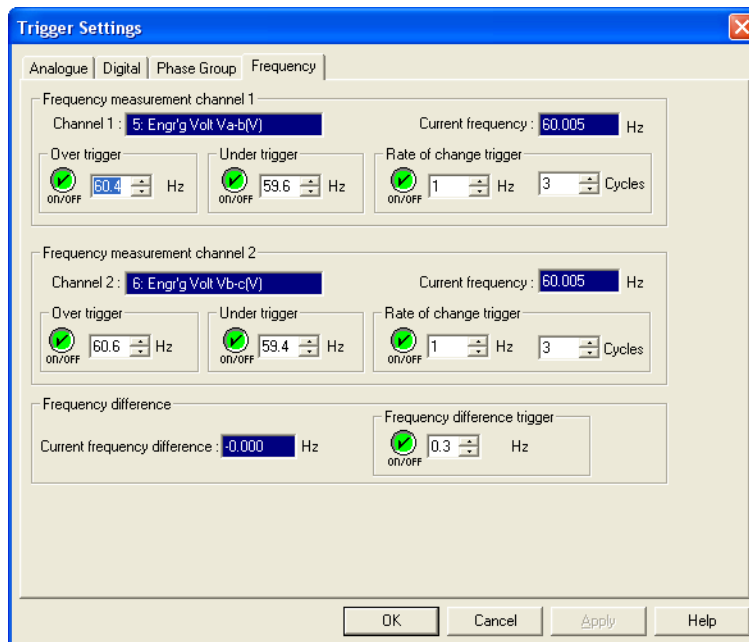 Trigger Settings
Analogue Digital Phase Group Frequency
Frequency measurement channel 1
Channel 1 : 5: Engr'g Volt Va-b(V) Current frequency : 60.005 Hz
Over trigger Under trigger Rate of change trigger
60.4 Hz 59.6 Hz 1 Hz 3 Cycles
on/off on/off on/off
Frequency measurement channel 2
Channel 2 : 6: Engr'g Volt Vb-c(V) Current frequency : 60.005 Hz
Over trigger Under trigger Rate of change trigger
60.6 Hz 59.4 Hz 1 Hz 3 Cycles
on/off on/off on/off
Frequency difference
Frequency difference trigger
Current frequency difference : -0.000 Hz 0.3 Hz
on/off
OK Cancel Apply Help